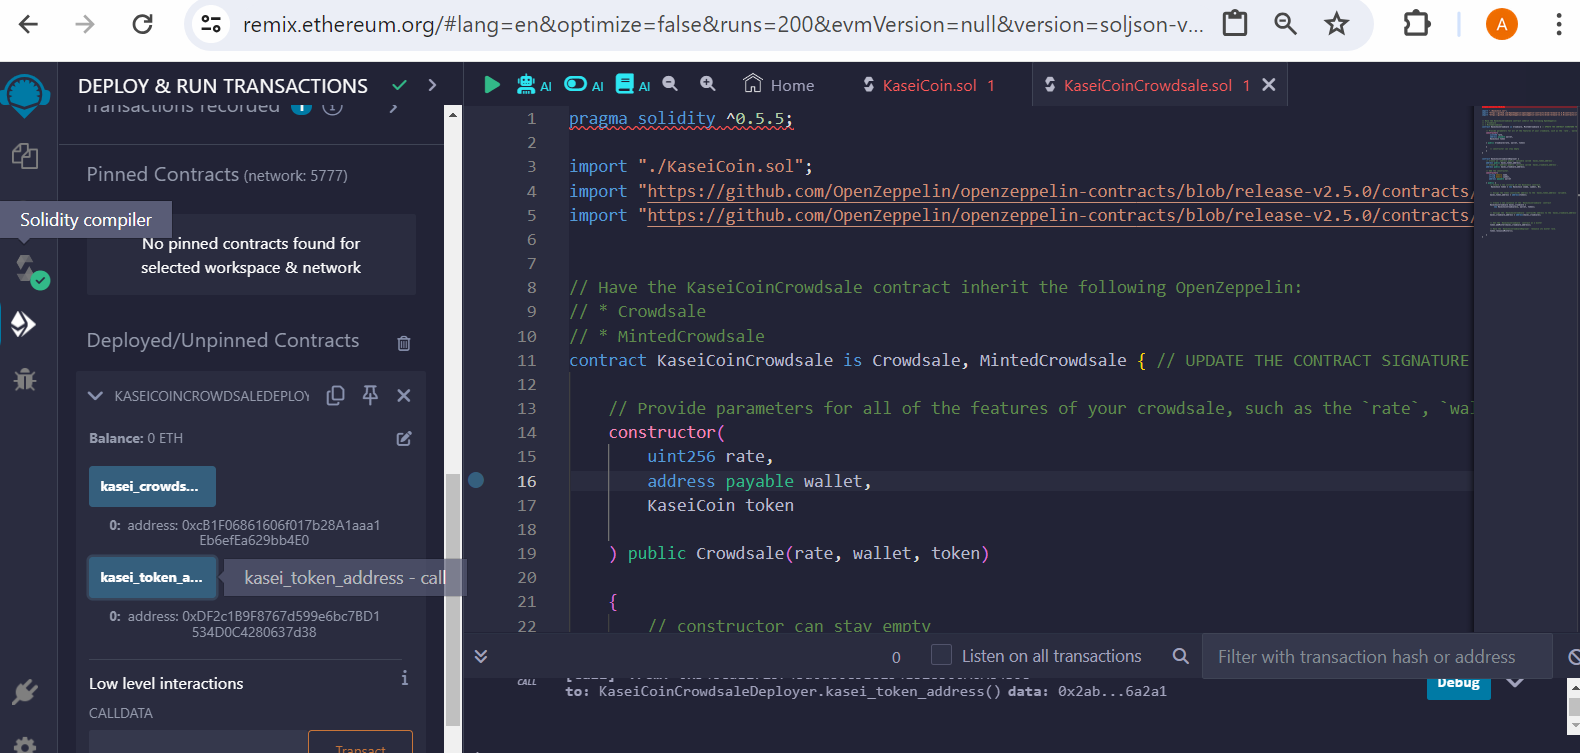 remix.ethereum.org/#lang=en&optimize=false&runs=200&evmVersion=null&version=soljson-v...
A
DEPLOY & RUN TRANSACTIONS
Transactions recorded 1 i
Pinned Contracts (network: 5777)
Solidity compiler
No pinned contracts found for
selected workspace & network
Deployed/Unpinned Contracts
KASEICOINCROWDSALEDEPLOY
Balance: 0 ETH
kasei_crowds...
0: address: 0xcB1F06861606f017b28A1aaa1
Eb6efEa629bb4E0
kasei_token_a...
kasei_token_address - call
0: address: 0xDF2c1B9F8767d599e6bc7BD1
534D0C4280637d38
Low level interactions
i
CALLDATA
Transact
AI AI AI Home KaseiCoin.sol 1 KaseiCoinCrowdsale.sol 1
1 pragma solidity ^0.5.5;
2
3 import "./KaseiCoin.sol";
4 import "https://github.com/OpenZeppelin/openzeppelin-contracts/blob/release-v2.5.0/contracts/
5 import "https://github.com/OpenZeppelin/openzeppelin-contracts/blob/release-v2.5.0/contracts/
6
7
8 // Have the KaseiCoinCrowdsale contract inherit the following OpenZeppelin:
9 // * Crowdsale
10 // * MintedCrowdsale
11 contract KaseiCoinCrowdsale is Crowdsale, MintedCrowdsale { // UPDATE THE CONTRACT SIGNATURE
12
13 // Provide parameters for all of the features of your crowdsale, such as the `rate`, `wal
14 constructor(
15 uint256 rate,
16 address payable wallet,
17 KaseiCoin token
18
19 ) public Crowdsale(rate, wallet, token)
20
21 {
22 // constructor can stay empty
0 Listen on all transactions Filter with transaction hash or address
CALL
to: KaseiCoinCrowdsaleDeployer.kasei_token_address() data: 0x2ab...6a2a1
Debug